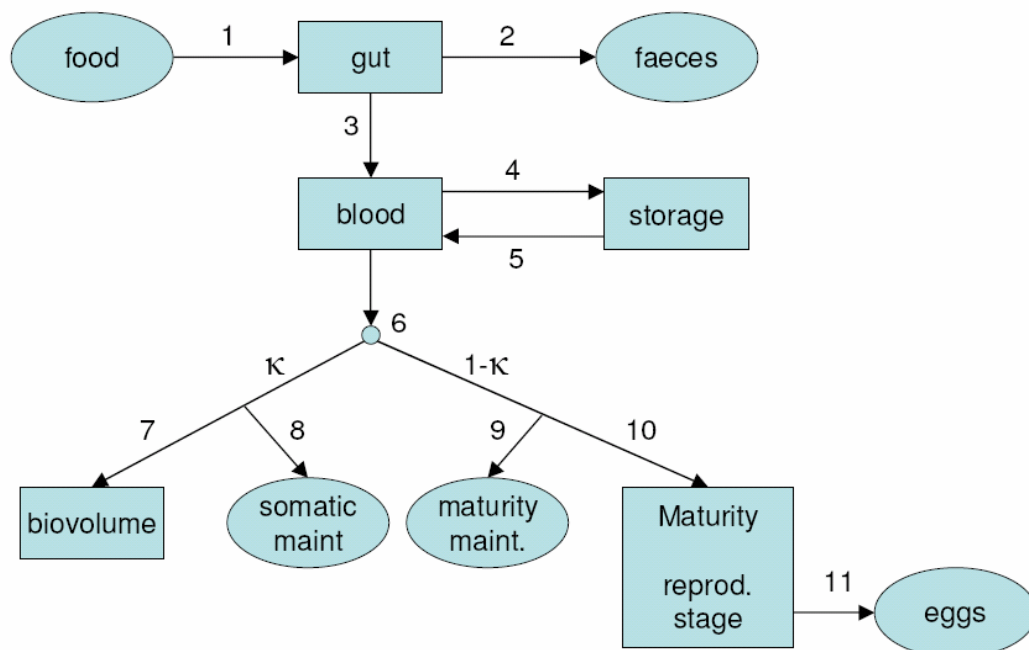 1
2
food
gut
faeces
3
4
blood
storage
5
6
κ
1-κ
7
8
9
10
biovolume
somatic
maint
maturity
maint.
Maturity
reprod.
stage
11
eggs